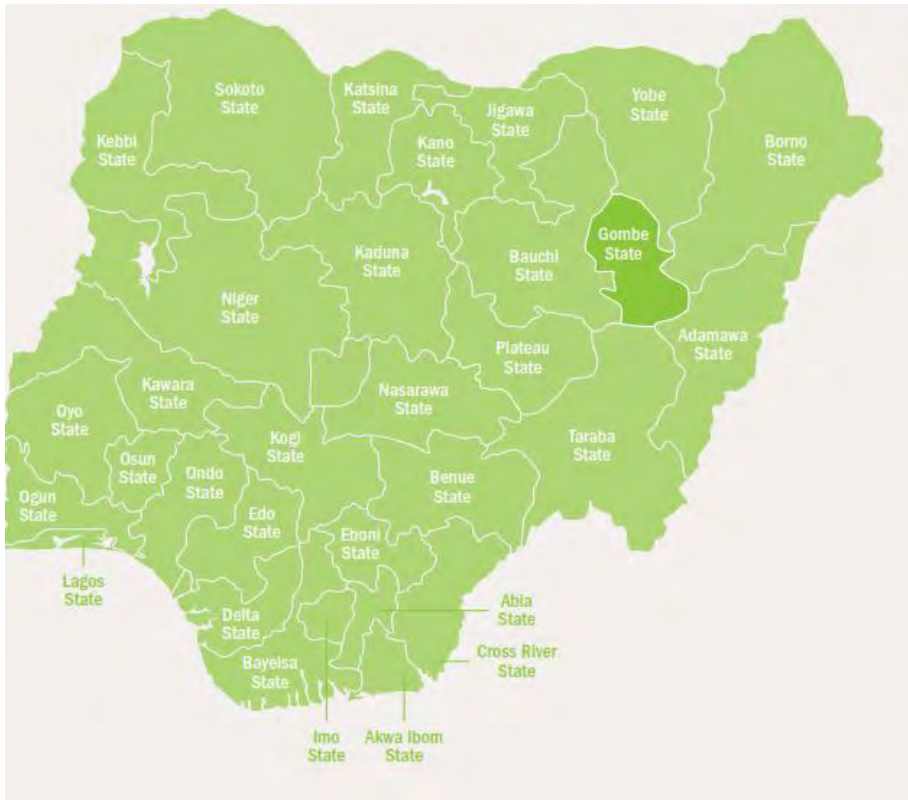 Sokoto
State
Katsina
State
Jigawa
State
Yobe
State
Kebbi
State
Kano
State
Borno
State
Gombe
State
Kaduna
State
Bauchi
State
Niger
State
Adamawa
State
Plateau
State
Kawara
State
Nasarawa
State
Oyo
State
Kogi
State
Taraba
State
Osun
State
Ondo
State
Benue
State
Ogun
State
Edo
State
Eboni
State
Lagos
State
Abia
State
Delta
State
Cross River
State
Bayelsa
State
Imo
State
Akwa Ibom
State